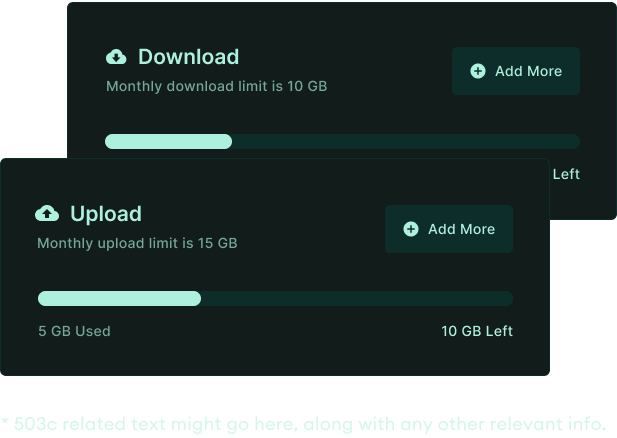 Download
Monthly download limit is 10 GB
Add More
Left
Upload
Monthly upload limit is 15 GB
Add More
5 GB Used
10 GB Left
* 503c related text might go here, along with any other relevant info.